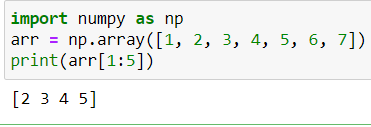 import numpy as np
arr = np.array([1, 2, 3, 4, 5, 6, 7])
print(arr[1:5])
[2 3 4 5]